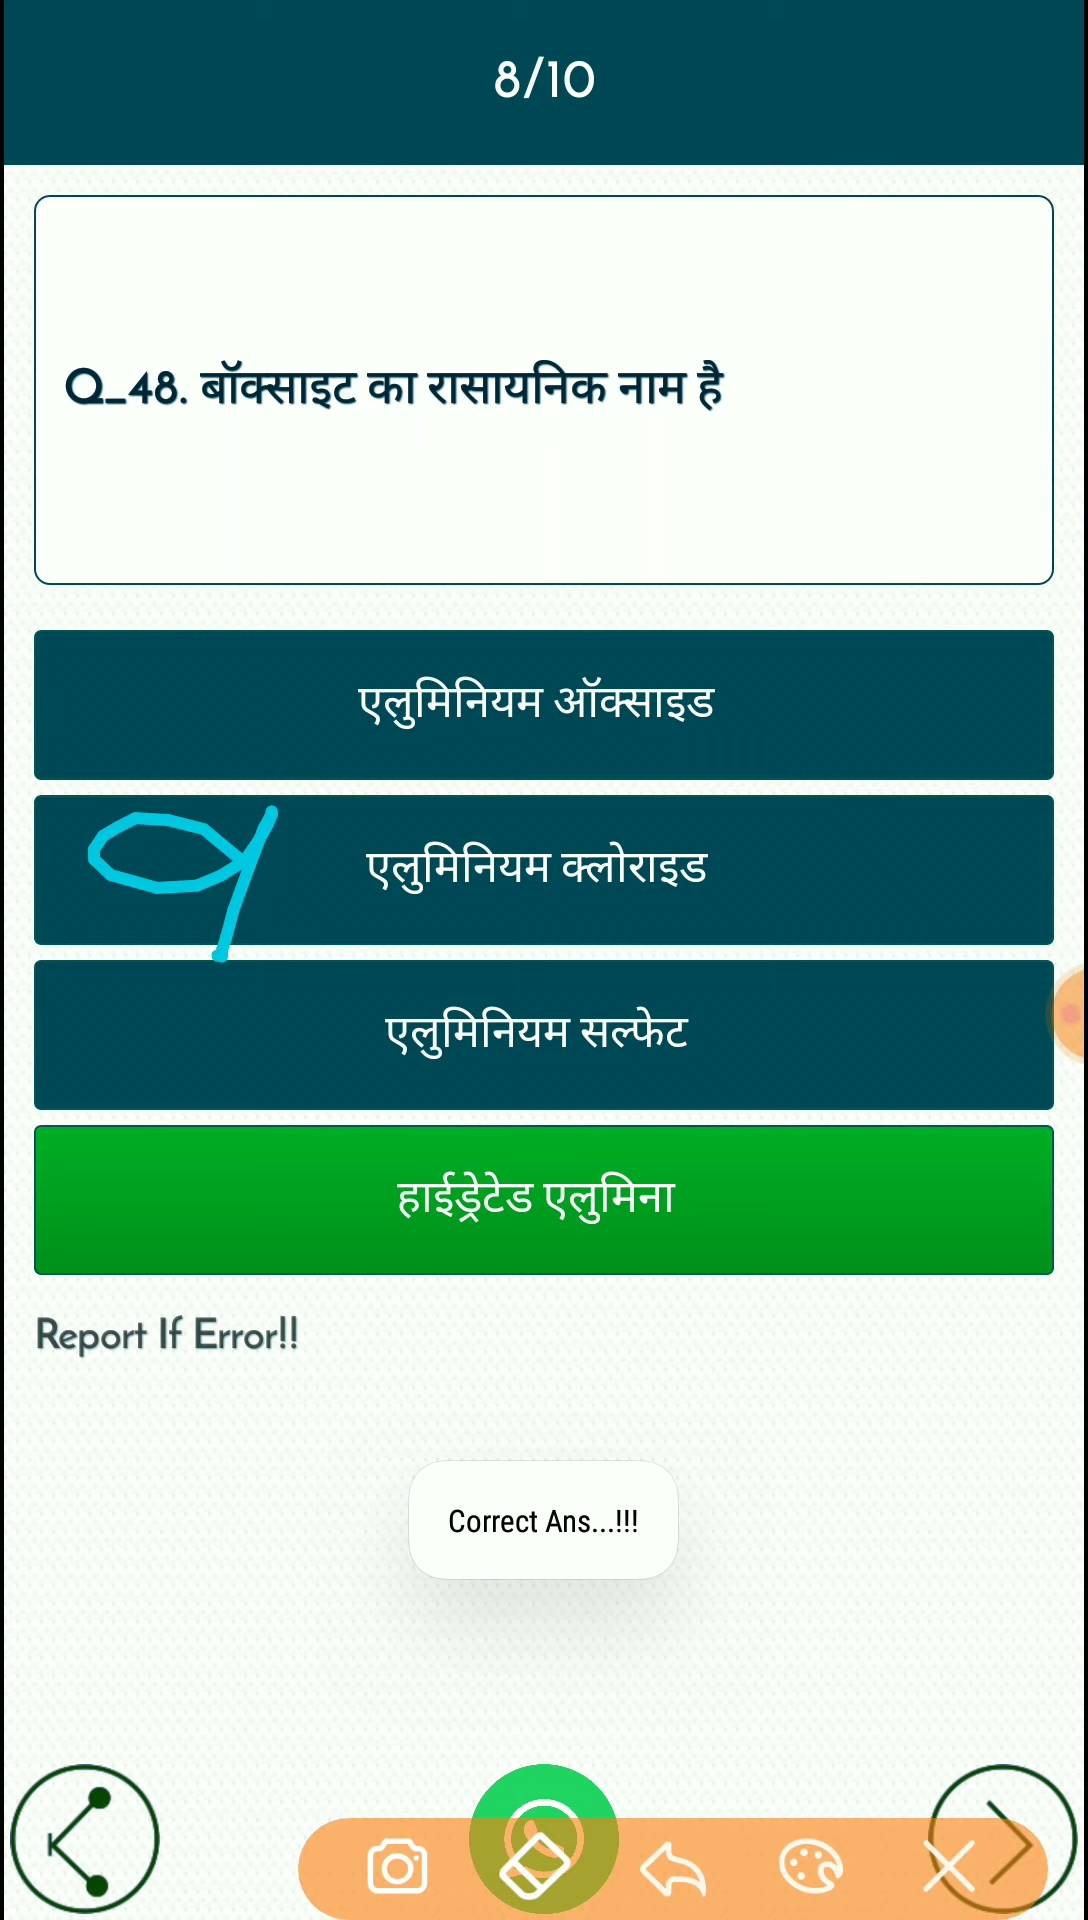 8/10
Q_48. बॉक्साइट का रासायनिक नाम है
एलुमिनियम ऑक्साइड
एलुमिनियम क्लोराइड
एलुमिनियम सल्फेट
हाईड्रेटेड एलुमिना
Report If Error!!
Correct Ans...!!!